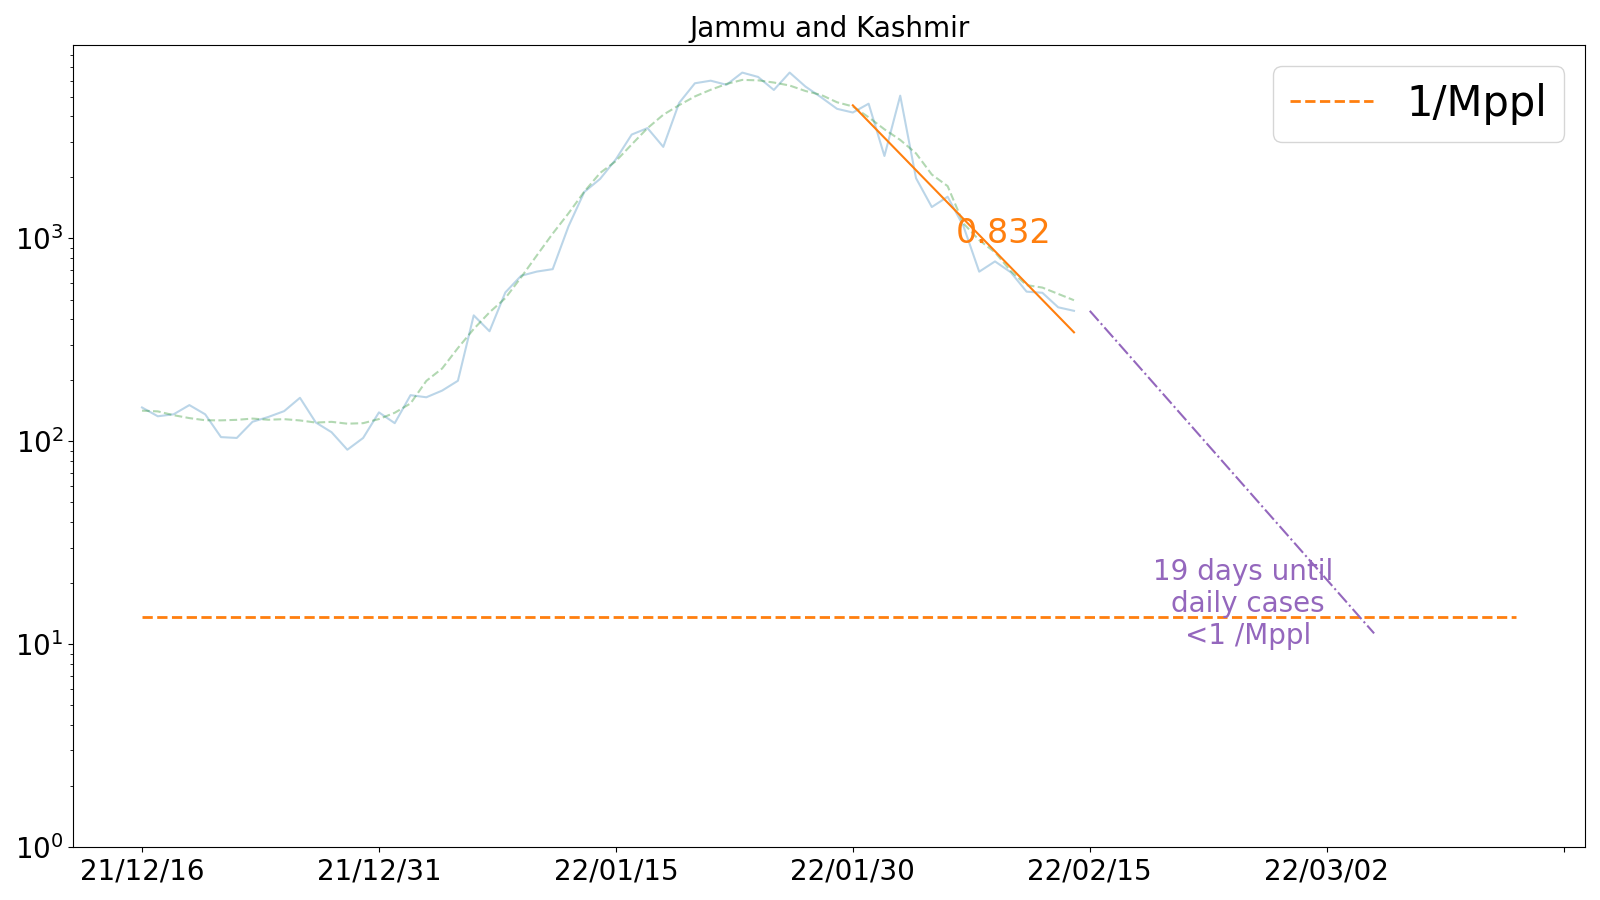 Jammu and Kashmir
1/Mppl
0.832
10³
10²
10¹
10⁰
19 days until
daily cases
<1 /Mppl
21/12/16
21/12/31
22/01/15
22/01/30
22/02/15
22/03/02